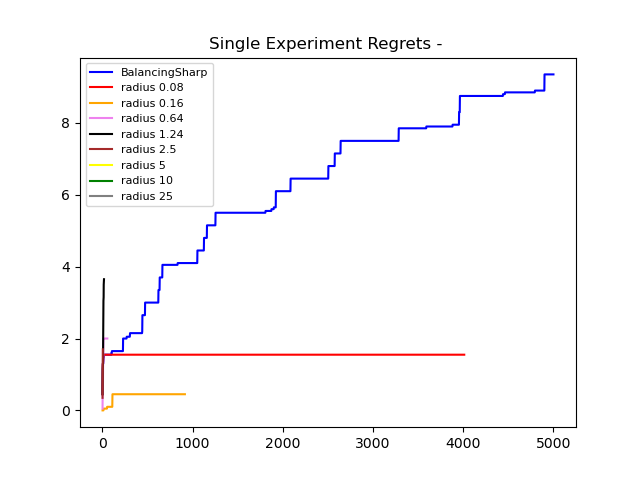 Single Experiment Regrets -
BalancingSharp
radius 0.08
radius 0.16
radius 0.64
radius 1.24
radius 2.5
radius 5
radius 10
radius 25
8
6
4
2
0
0 1000 2000 3000 4000 5000